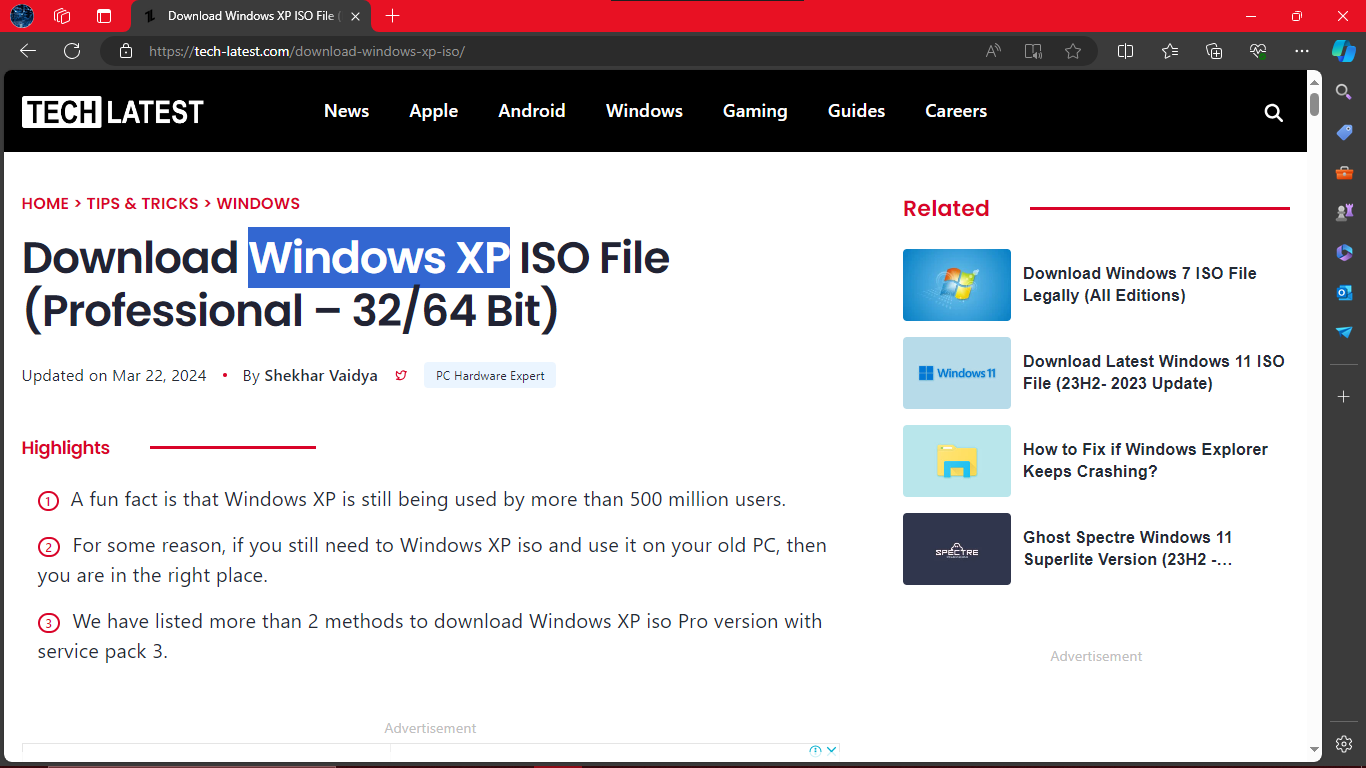 Download Windows XP ISO File (
https://tech-latest.com/download-windows-xp-iso/
TECH LATEST
News
Apple
Android
Windows
Gaming
Guides
Careers
HOME > TIPS & TRICKS > WINDOWS
Download Windows XP ISO File
(Professional – 32/64 Bit)
Updated on Mar 22, 2024 • By Shekhar Vaidya
PC Hardware Expert
Highlights
1 A fun fact is that Windows XP is still being used by more than 500 million users.
2 For some reason, if you still need to Windows XP iso and use it on your old PC, then
you are in the right place.
3 We have listed more than 2 methods to download Windows XP iso Pro version with
service pack 3.
Advertisement
Related
Download Windows 7 ISO File
Legally (All Editions)
Windows 11
Download Latest Windows 11 ISO
File (23H2- 2023 Update)
How to Fix if Windows Explorer
Keeps Crashing?
SPECTRE
Ghost Spectre Windows 11
Superlite Version (23H2 -...
Advertisement